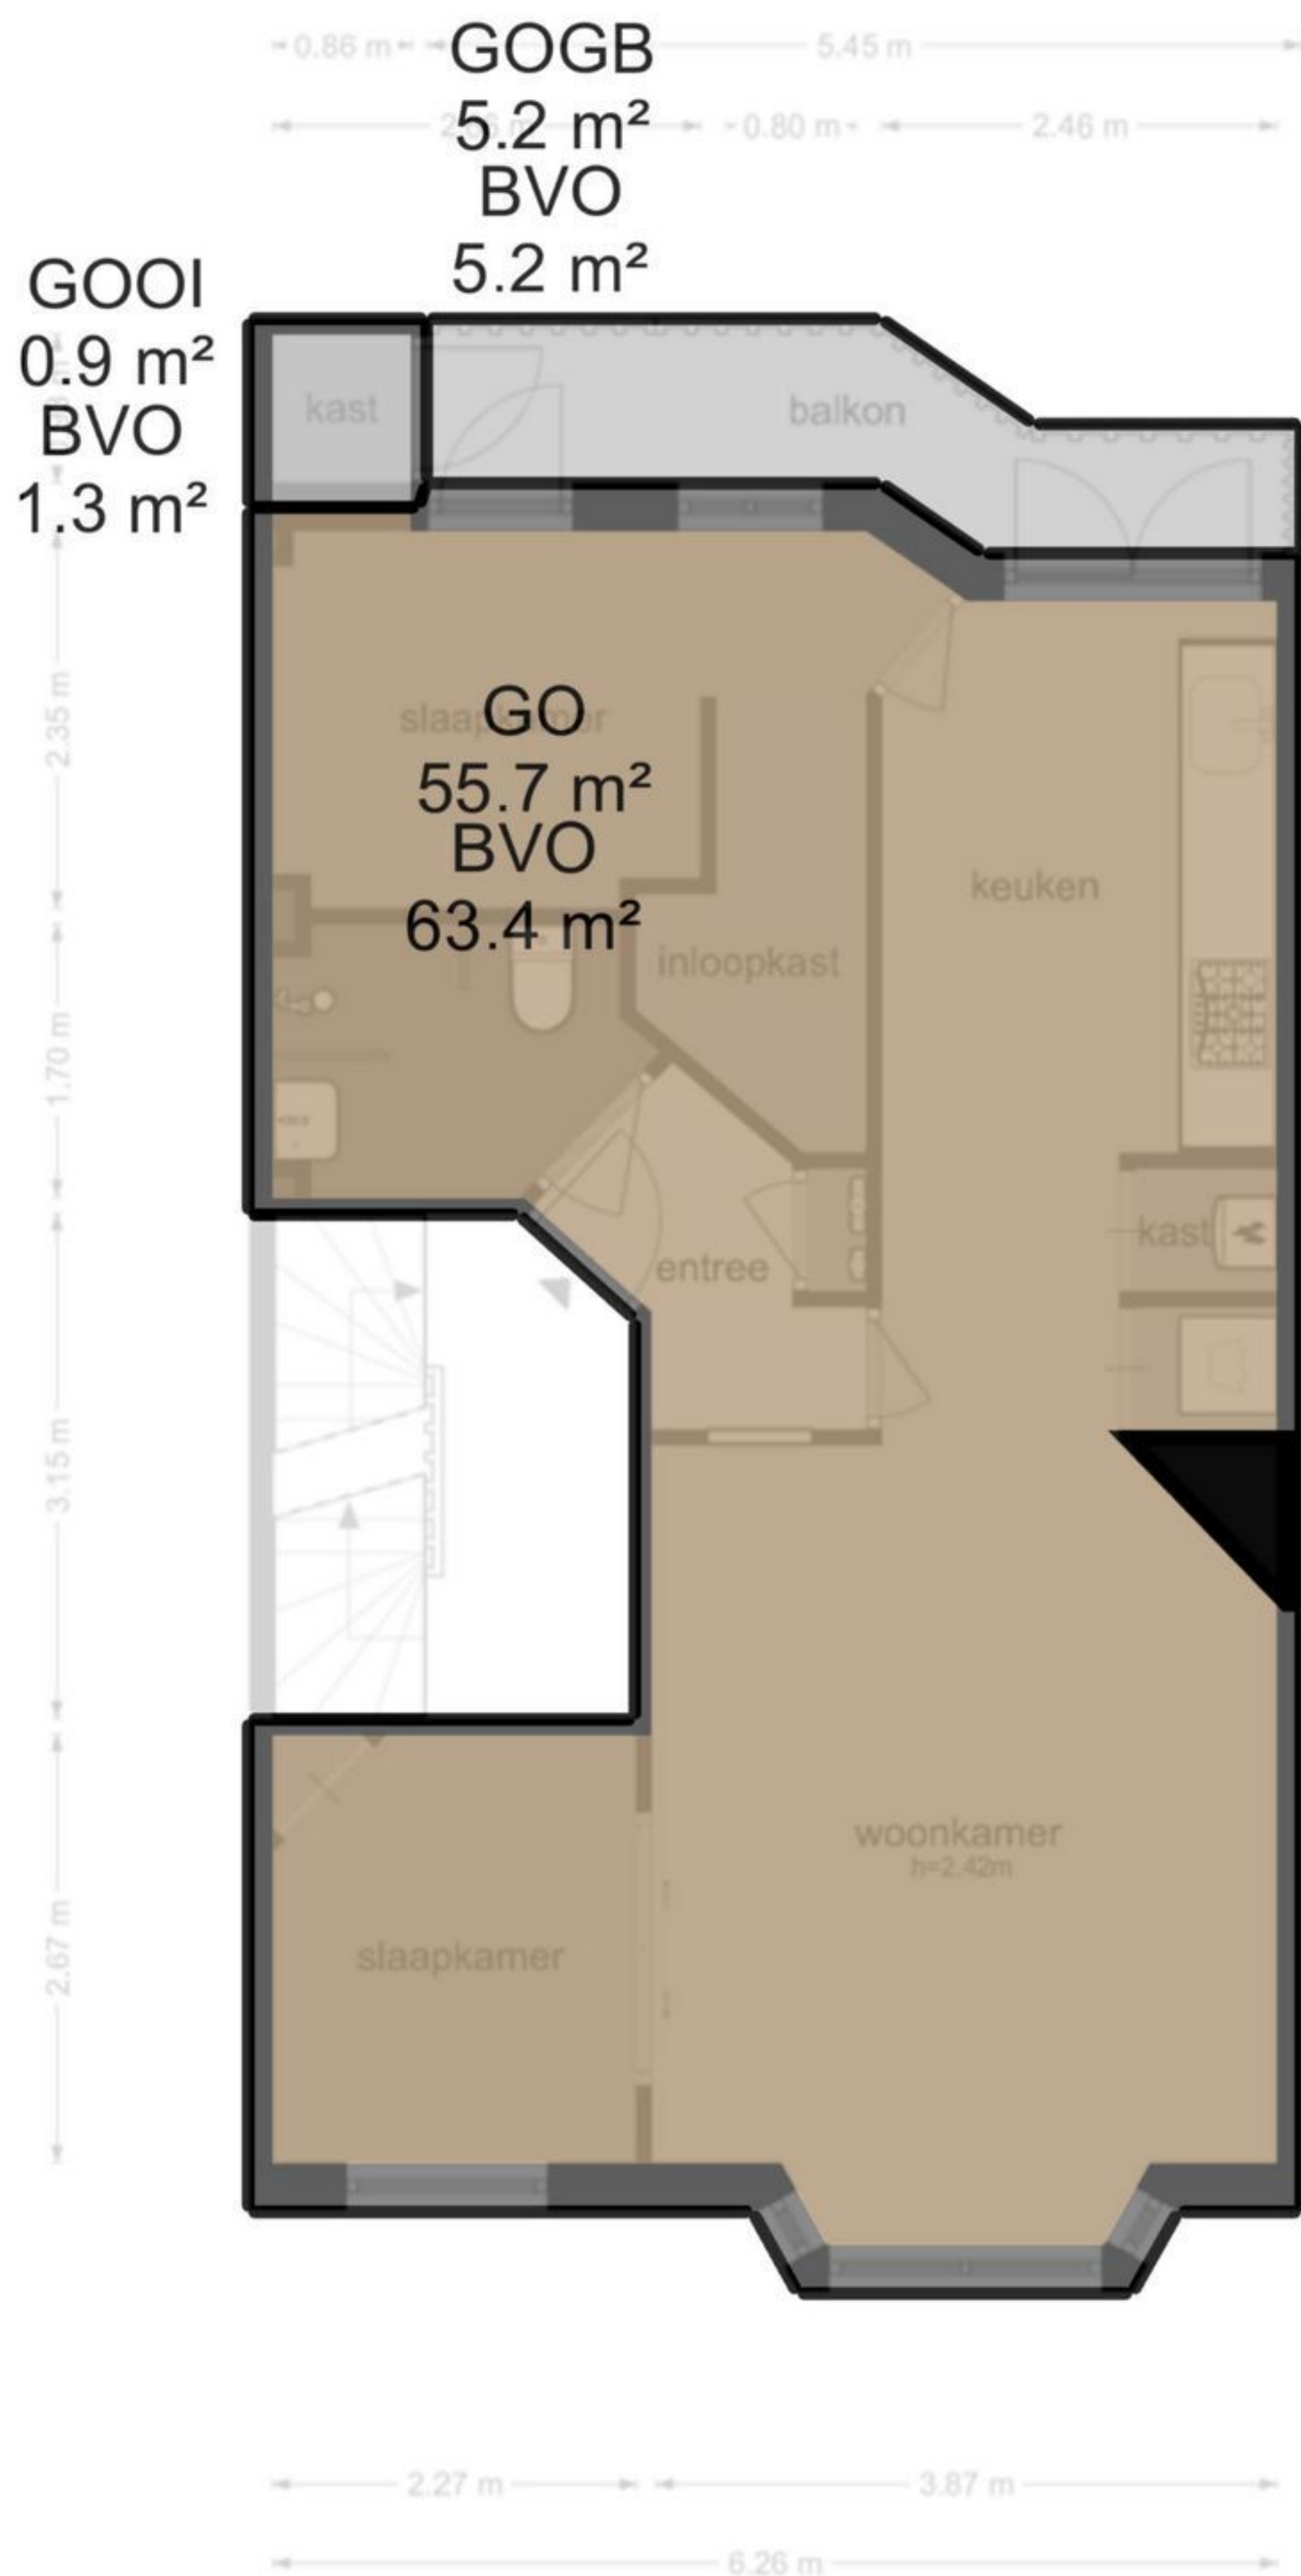 0.86 m
GOGB
5.45 m
5.2 m²
0.80 m
2.46 m
BVO
5.2 m²
GOOI
0.9 m²
BVO
1.3 m²
kast
balkon
2.35 m
slaapkamer
GO
55.7 m²
BVO
63.4 m²
keuken
inloopkast
1.70 m
kast
entree
3.15 m
woonkamer
h=2.42m
slaapkamer
2.67 m
2.27 m
3.87 m
6.26 m